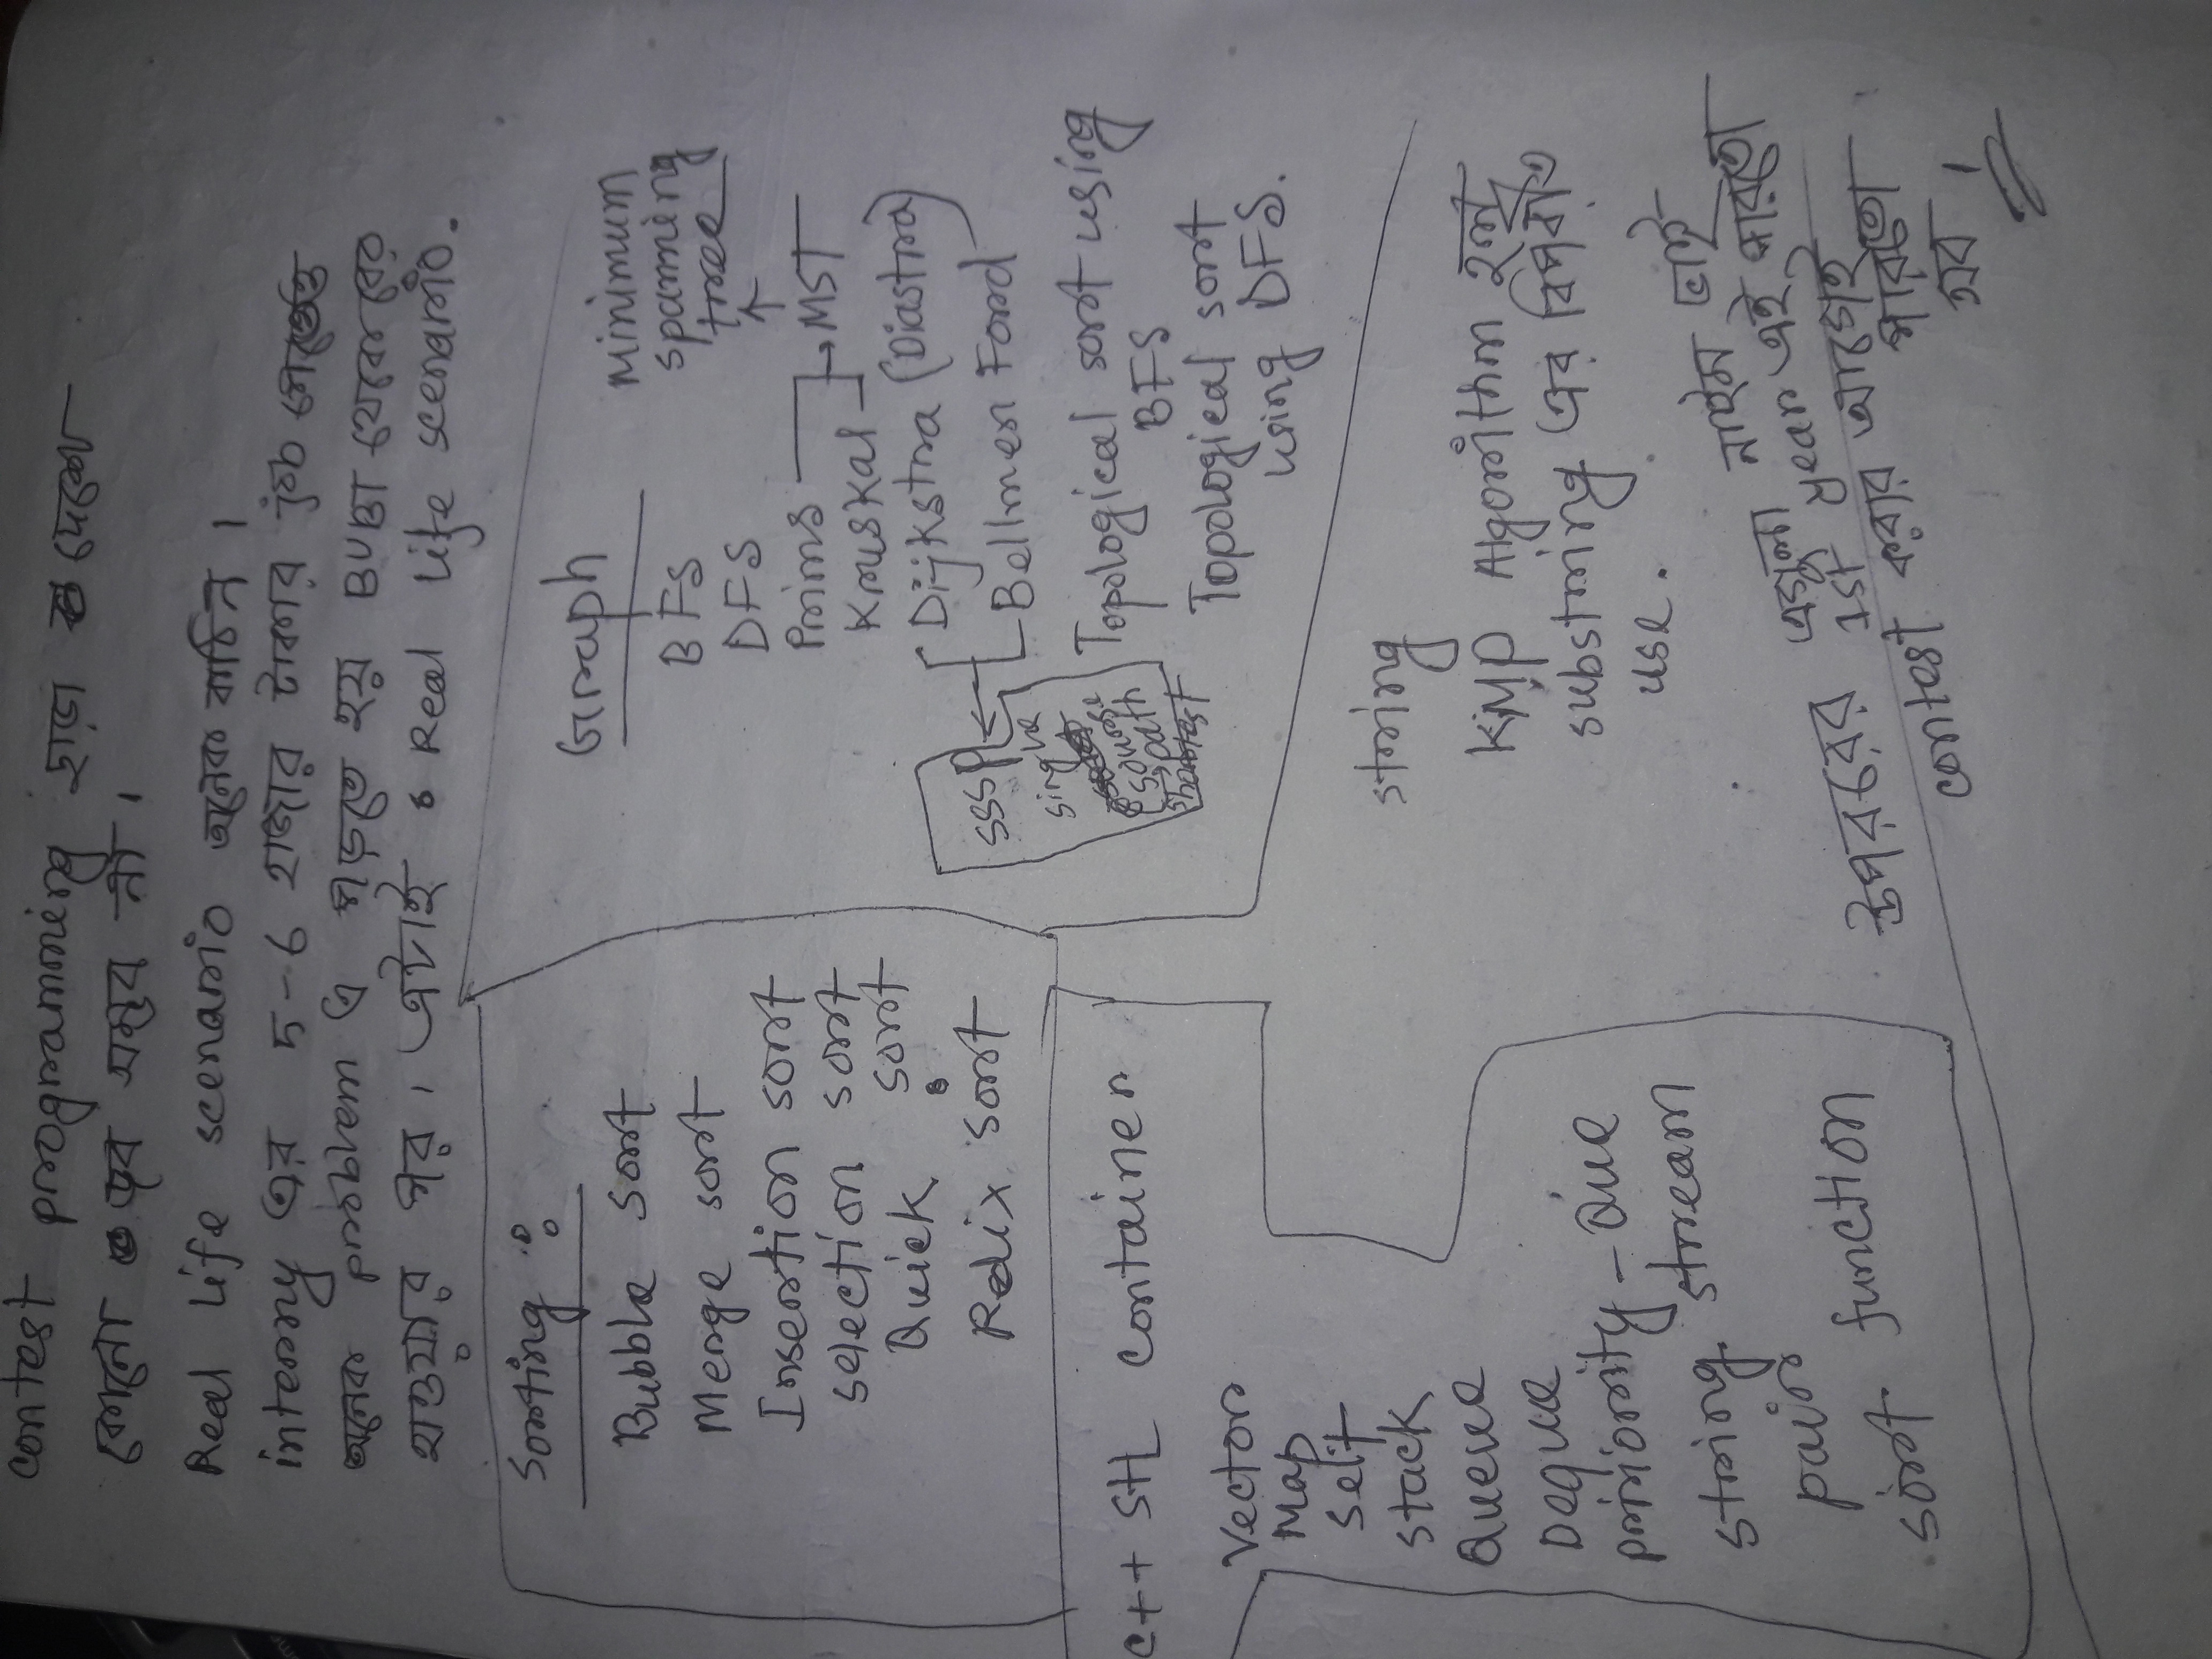 contest programming ছাড়া দেশে
কোনো জব সম্ভব না ।
Real Life scenario অনেক কঠিন ।
interny এর 5-6 হাজার টাকার job পেতেও
অনেক problem এ পড়তে হয় BUBT থেকে বের
হওয়ার পর । এটাই Real Life scenario.
Sorting :
Bubble sort
Merge sort
Insertion sort
selection sort
Quick sort
Redix sort
Graph
BFS
DFS
Prims
Kruskal
→ MST
↑
Minimum
spanning
tree
Dijkstra (Diastra)
Bellmen Ford
SSSP
single
source
path
shortest
Topological sort using
BFS
Topological sort
using DFS.
C++ STL container
Vector
Map
Set
stack
Queue
Deque
priority-Que
string stream
pair
sort function
string
KMP Algorithm হল
substring এর বিপরীত
use.
উপরের এগুলা নাইম ভাই
1st year এই পারতো
contest করার আগেই
পারতো
সব ।